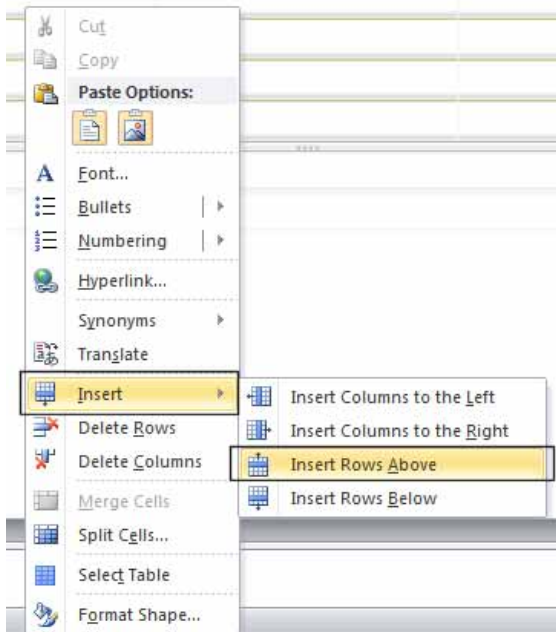 Cut
Copy
Paste Options:
A Font...
Bullets
Numbering
Hyperlink...
Synonyms
Translate
Insert
Insert Columns to the Left
Delete Rows
Insert Columns to the Right
Delete Columns
Insert Rows Above
Merge Cells
Insert Rows Below
Split Cells...
Select Table
Format Shape...